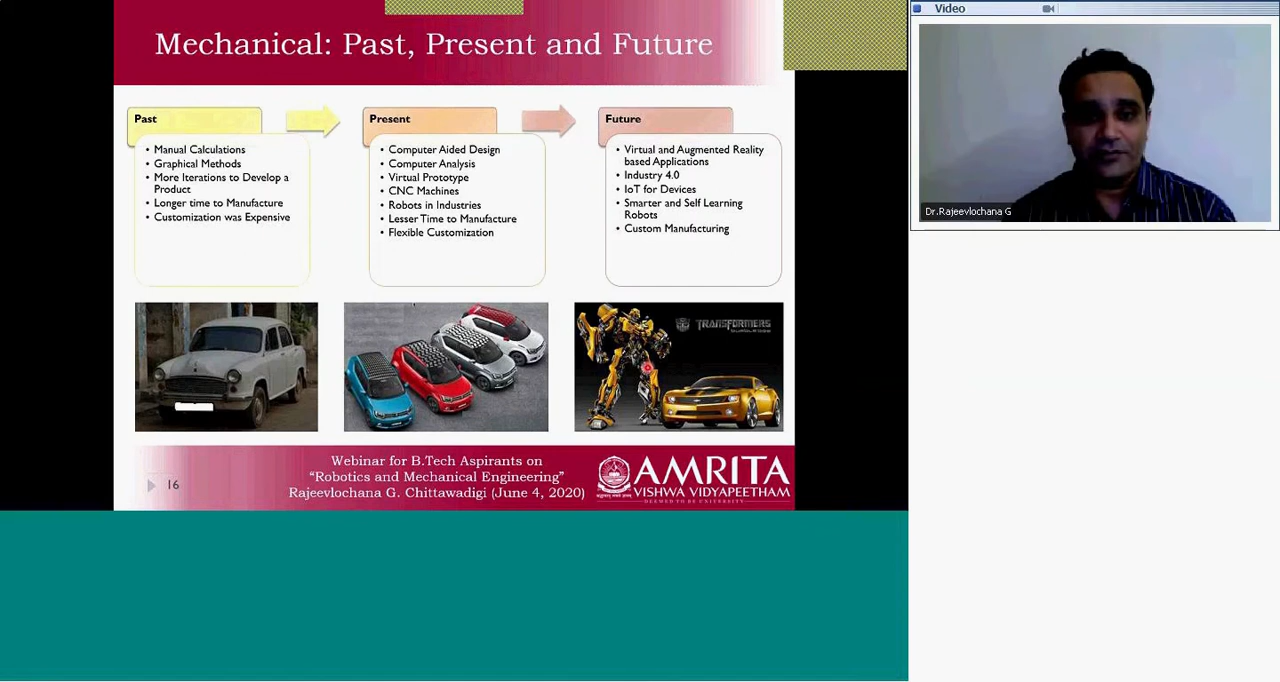 Mechanical: Past, Present and Future
Past
• Manual Calculations
• Graphical Methods
• More Iterations to Develop a
Product
• Longer time to Manufacture
• Customization was Expensive
Present
• Computer Aided Design
• Computer Analysis
• Virtual Prototype
• CNC Machines
• Robots in Industries
• Lesser Time to Manufacture
• Flexible Customization
Future
• Virtual and Augmented Reality
based Applications
• Industry 4.0
• IoT for Devices
• Smarter and Self Learning
Robots
• Custom Manufacturing
TRANSFORMERS
16
Webinar for B.Tech Aspirants on
“Robotics and Mechanical Engineering”
Rajeevlochana G. Chittawadigi (June 4, 2020)
AMRITA
VISHWA VIDYAPEETHAM
DEEMED TO BE UNIVERSITY
Video
Dr.Rajeevlochana G